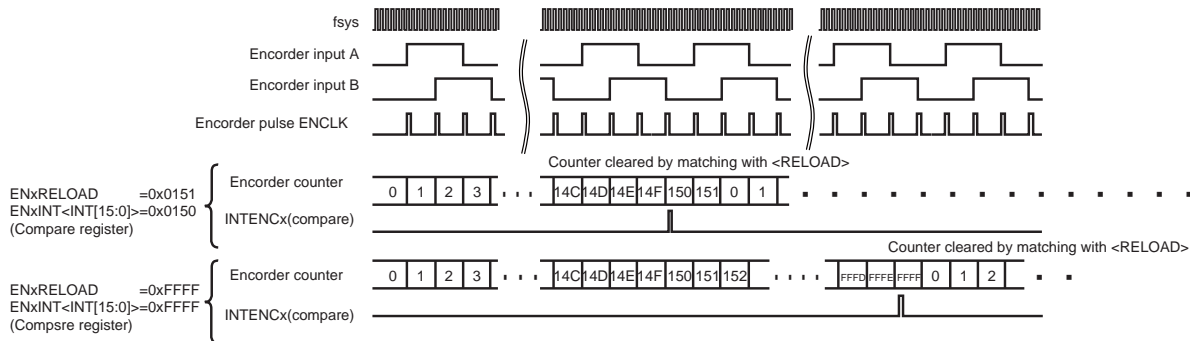 fsys
Encorder input A
Encorder input B
Encorder pulse ENCLK
Counter cleared by matching with <RELOAD>
ENxRELOAD =0x0151
ENxINT<INT[15:0]>=0x0150
(Compare register)
Encorder counter
0 1 2 3 14C 14D 14E 14F 150 151 0 1
INTENCx(compare)
Counter cleared by matching with <RELOAD>
ENxRELOAD =0xFFFF
ENxINT<INT[15:0]>=0xFFFF
(Compsre register)
Encorder counter
0 1 2 3 14C 14D 14E 14F 150 151 152 FFFD FFFE FFFF 0 1 2
INTENCx(compare)